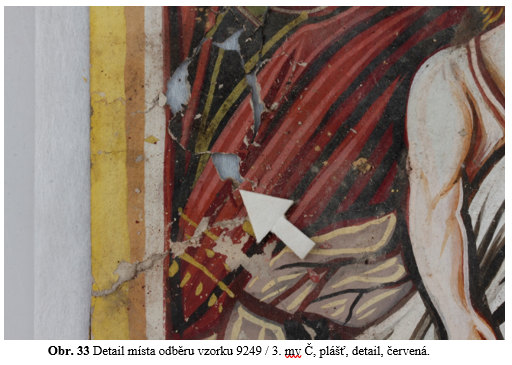 Obr. 33 Detail místa odběru vzorku 9249 / 3. my Č, plášť, detail, červená.